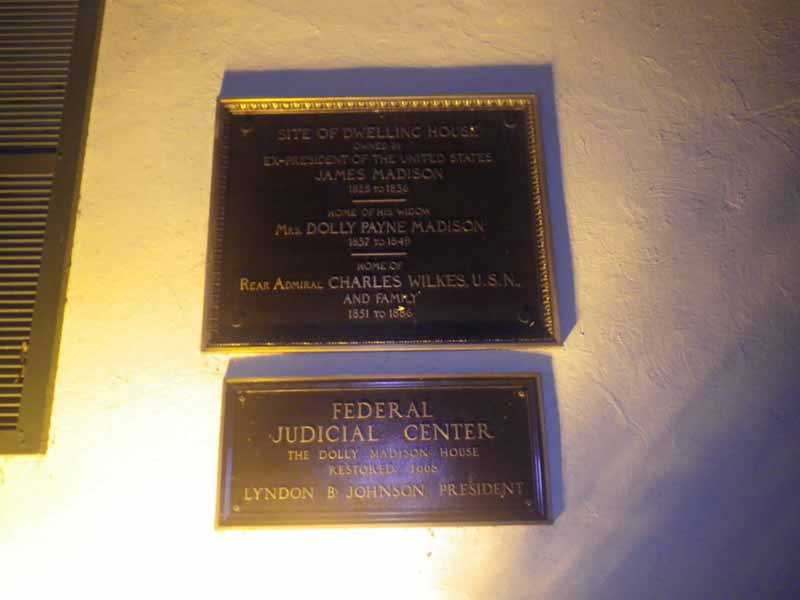 SITE OF DWELLING HOUSE
OWNED BY
EX-PRESIDENT OF THE UNITED STATES
JAMES MADISON
1828 TO 1836
HOME OF HIS WIDOW
MRS. DOLLY PAYNE MADISON
1837 TO 1849
HOME OF
REAR ADMIRAL CHARLES WILKES, U.S.N.,
AND FAMILY
1851 TO 1886
FEDERAL
JUDICIAL CENTER
THE DOLLY MADISON HOUSE
RESTORED 1968
LYNDON B. JOHNSON, PRESIDENT